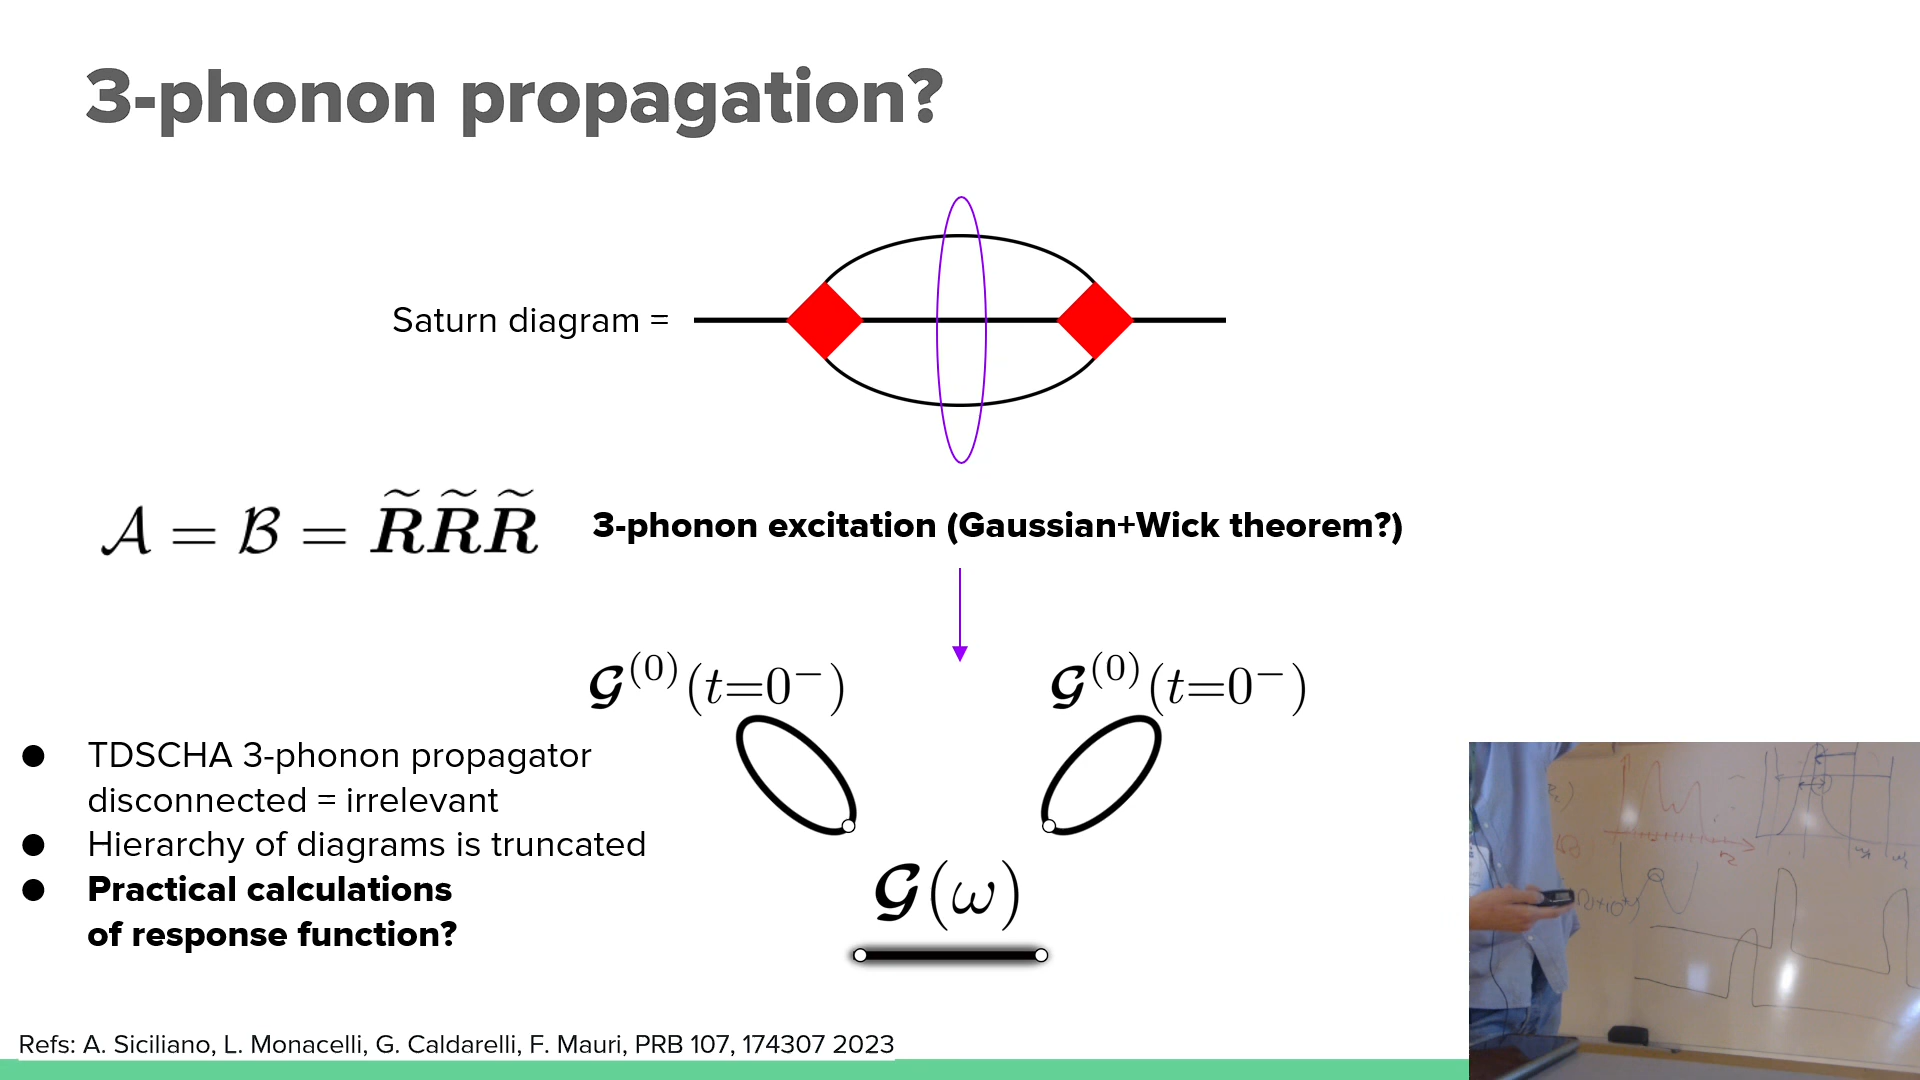 3-phonon propagation?
Saturn diagram =
𝒜 = ℬ = R̃R̃R̃ 3-phonon excitation (Gaussian+Wick theorem?)
𝓖⁽⁰⁾(t=0⁻) 𝓖⁽⁰⁾(t=0⁻)
● TDSCHA 3-phonon propagator
disconnected = irrelevant
● Hierarchy of diagrams is truncated
● Practical calculations
of response function?
𝓖(ω)
Refs: A. Siciliano, L. Monacelli, G. Caldarelli, F. Mauri, PRB 107, 174307 2023